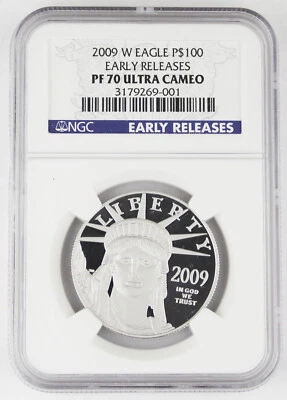 2009 W EAGLE P$100
EARLY RELEASES
PF 70 ULTRA CAMEO
3179269-001
NGC EARLY RELEASES
LIBERTY
2009
IN GOD
WE
TRUST